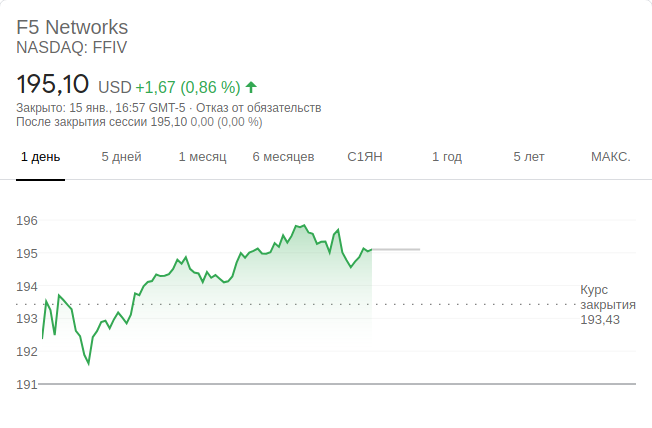 F5 Networks
NASDAQ: FFIV
195,10 USD +1,67 (0,86 %)
Закрыто: 15 янв., 16:57 GMT-5 · Отказ от обязательств
После закрытия сессии 195,10 0,00 (0,00 %)
1 день 5 дней 1 месяц 6 месяцев С1ЯН 1 год 5 лет МАКС.
196
195
194
193
192
191
Курс
закрытия
193,43